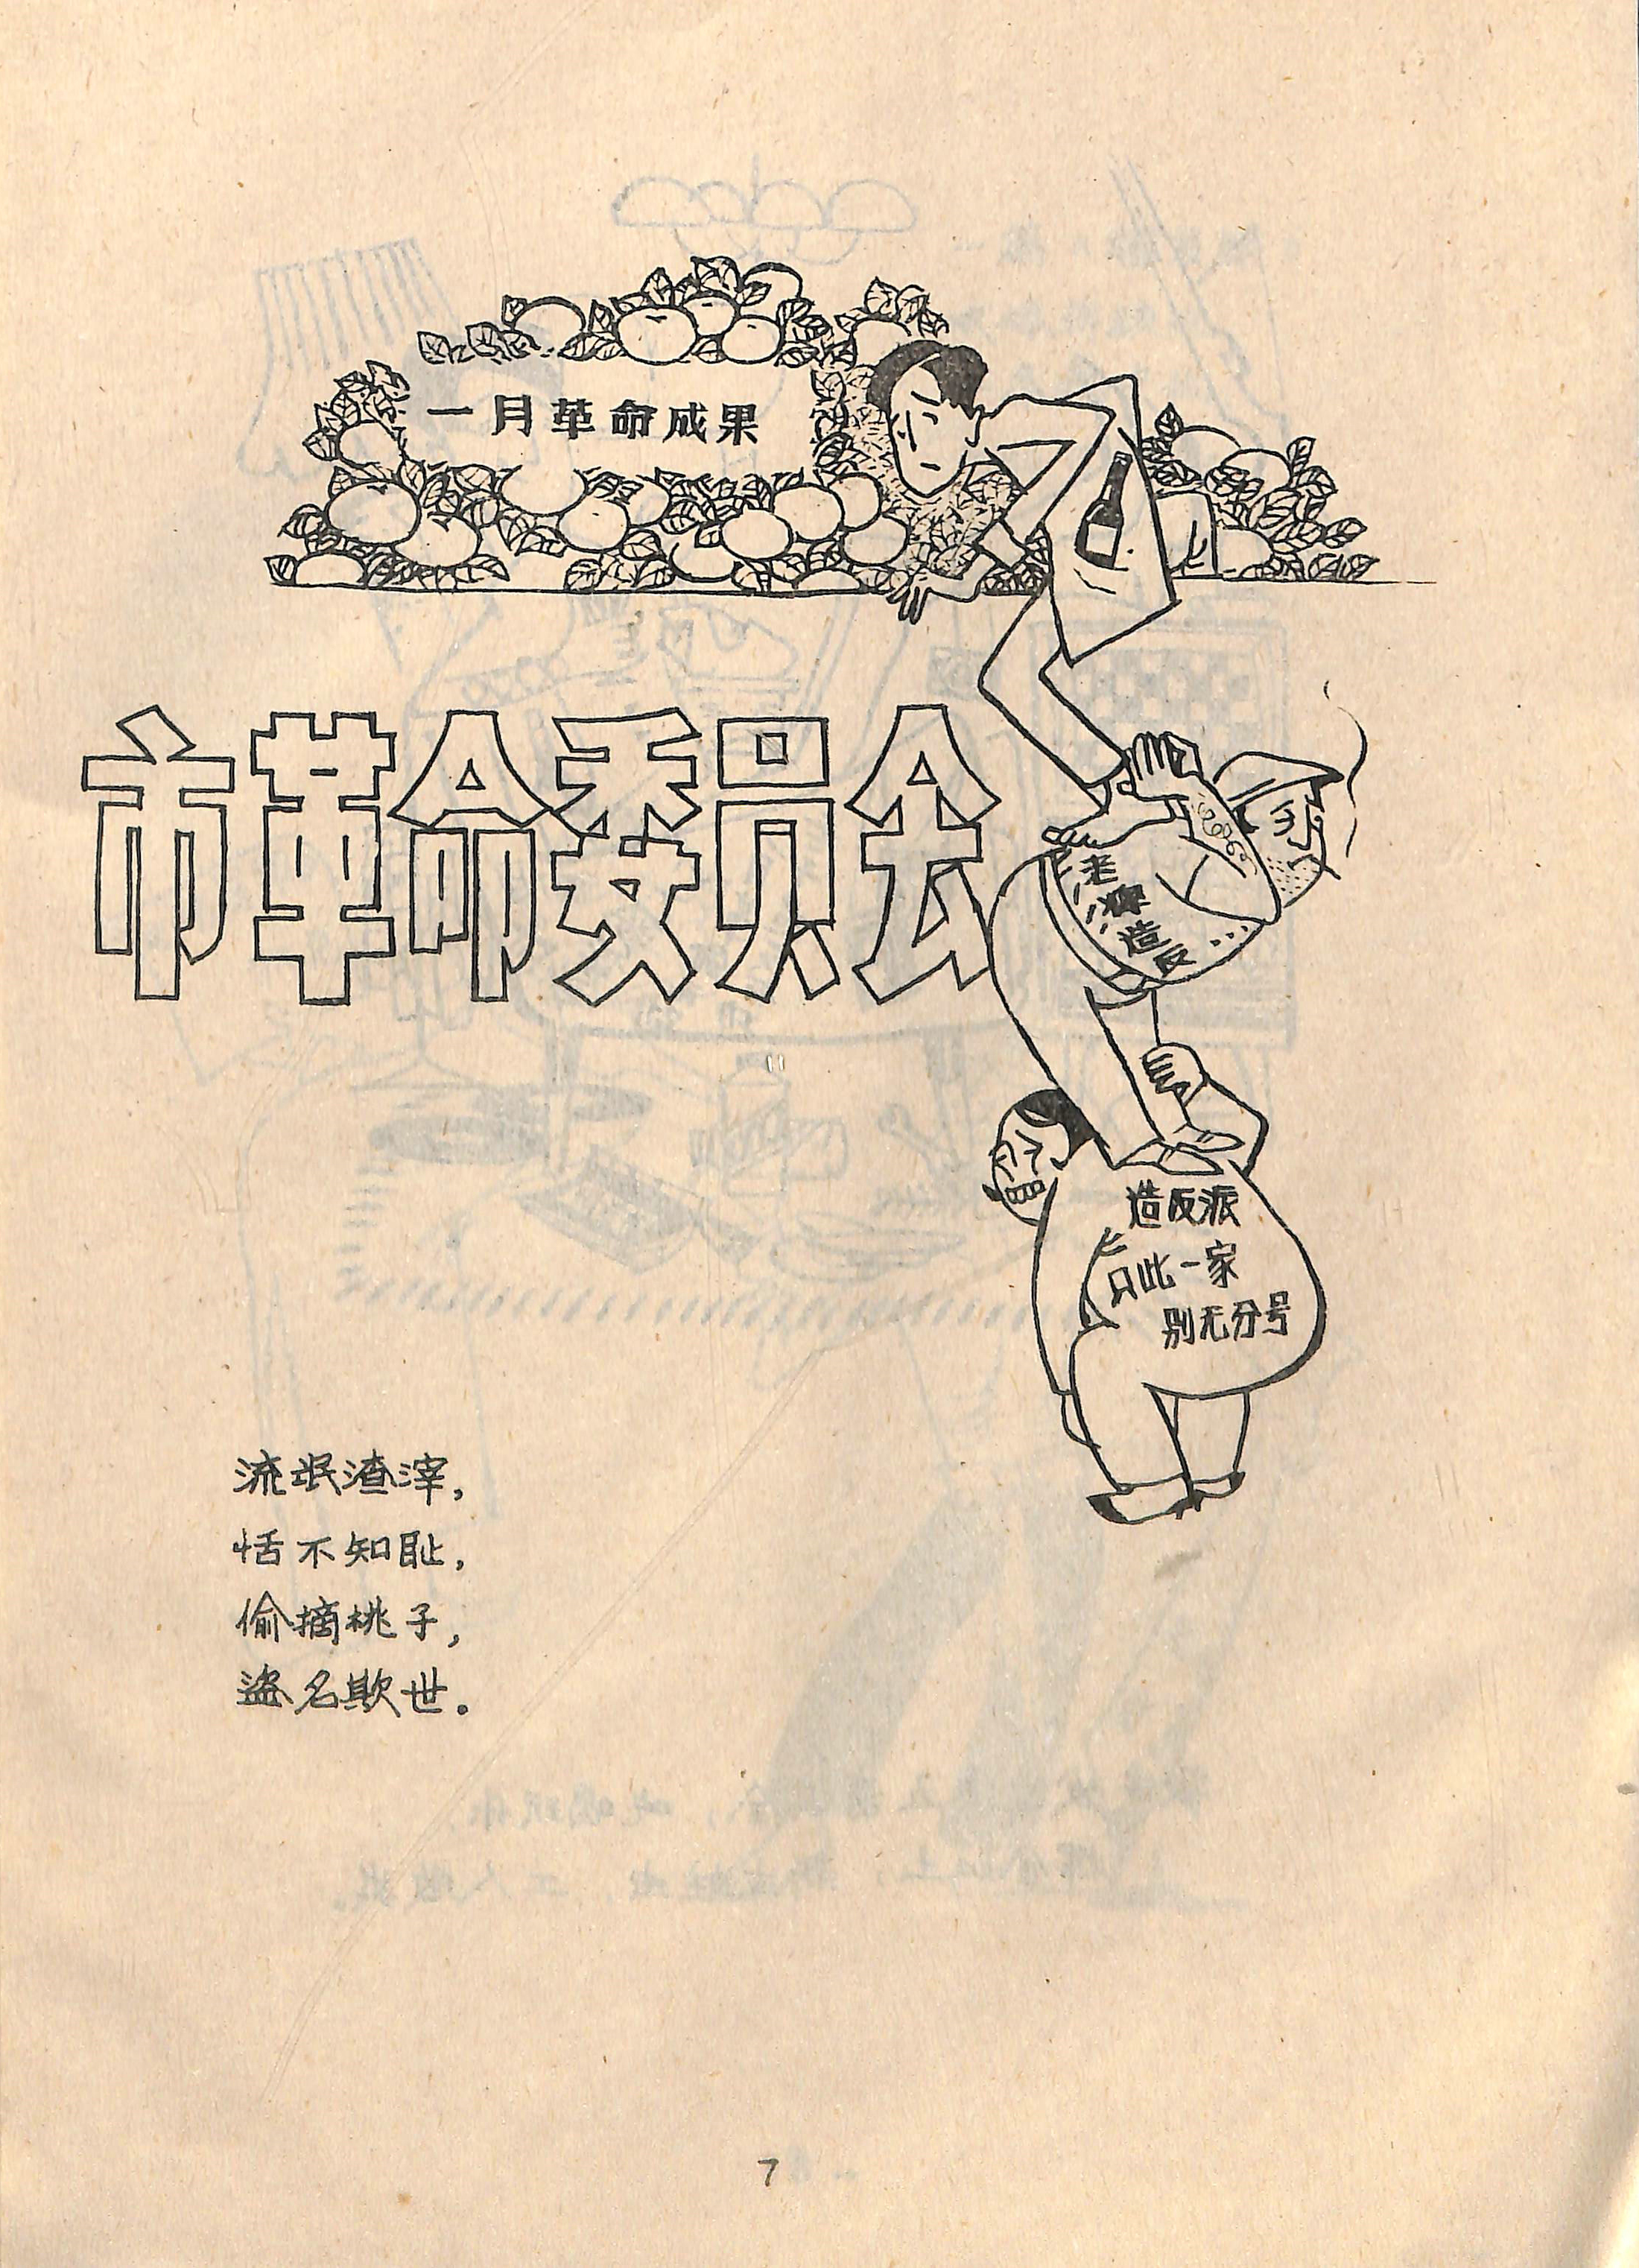 一月革命成果
市革命委员会
老
造
反…
造反派
只此一家
别无分号
流氓渣滓，
恬不知耻，
偷摘桃子，
盗名欺世。
7